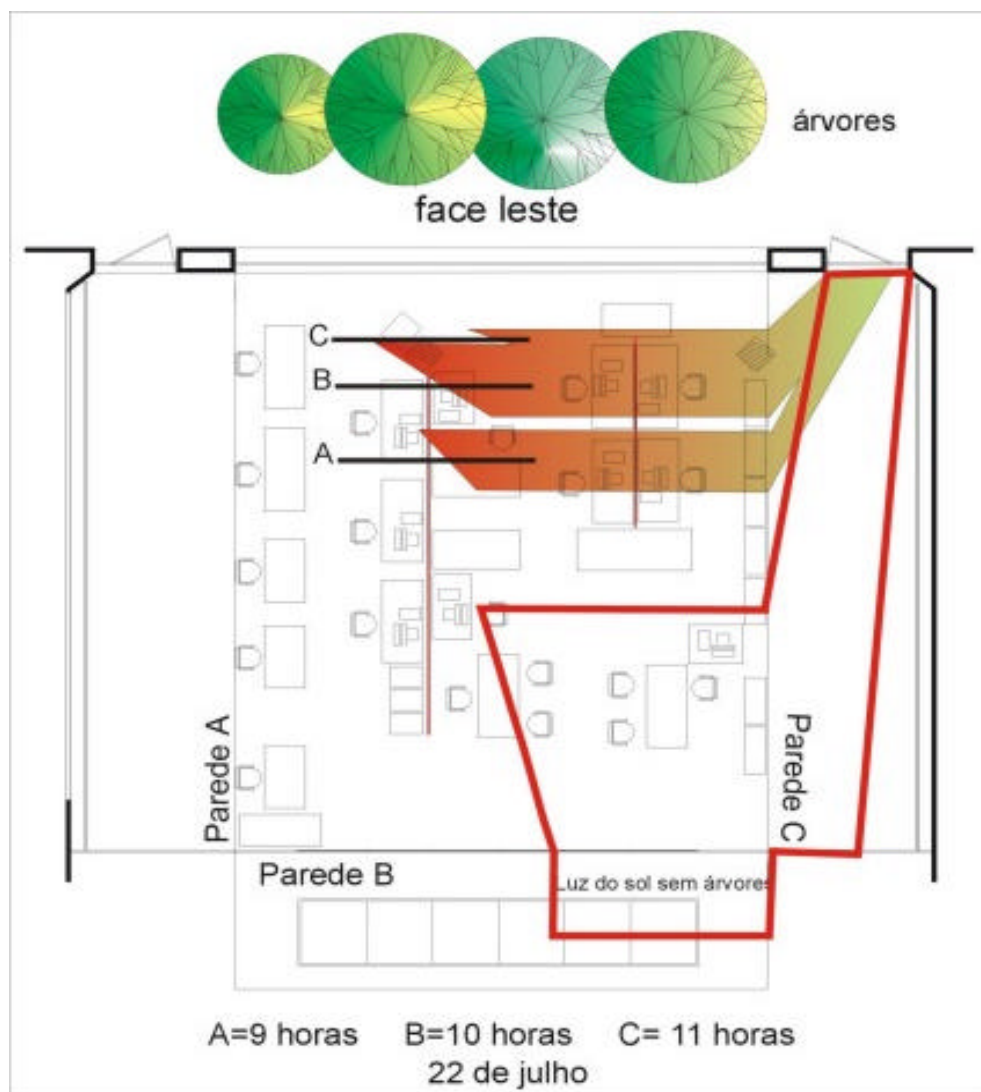 árvores
face leste
C
B
A
Parede A
Parede C
Parede B
Luz do sol sem árvores
A=9 horas B=10 horas C= 11 horas
22 de julho